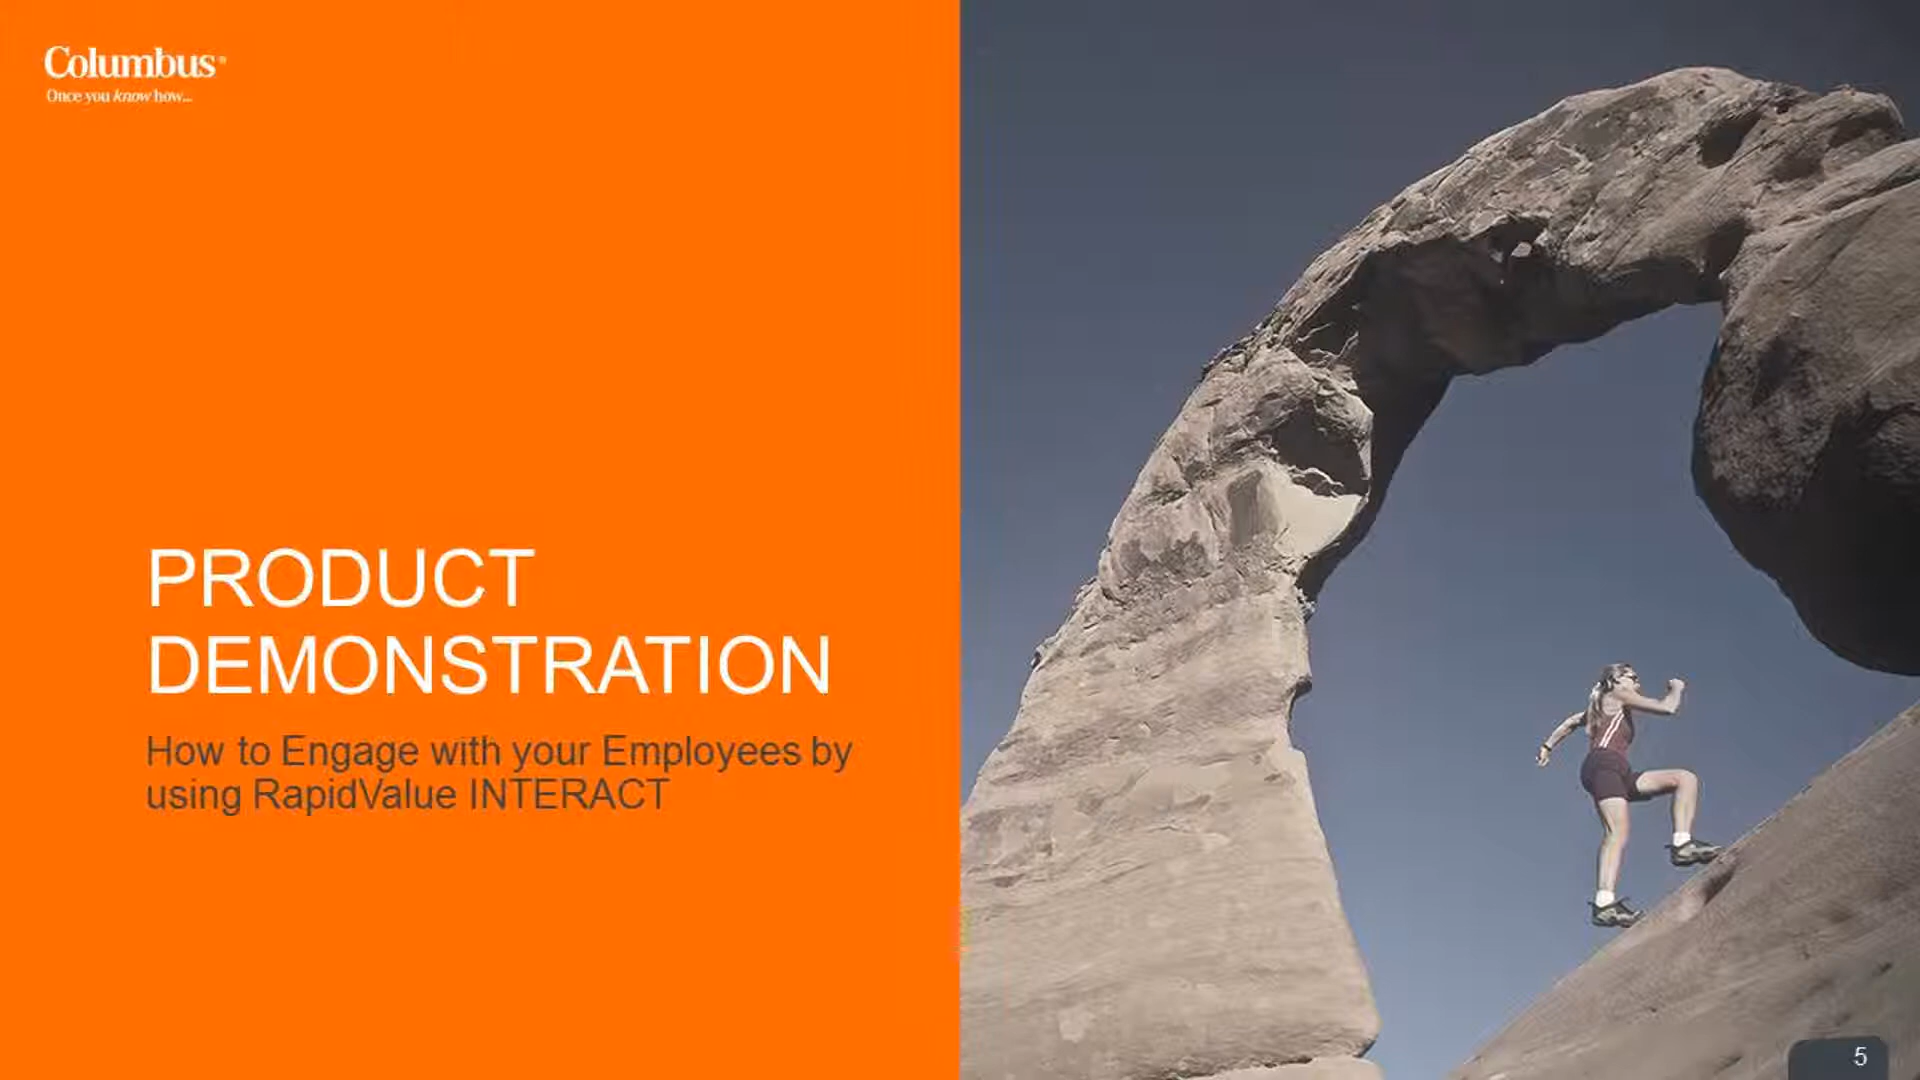 Columbus®
Once you know how...
PRODUCT
DEMONSTRATION
How to Engage with your Employees by
using RapidValue INTERACT
5